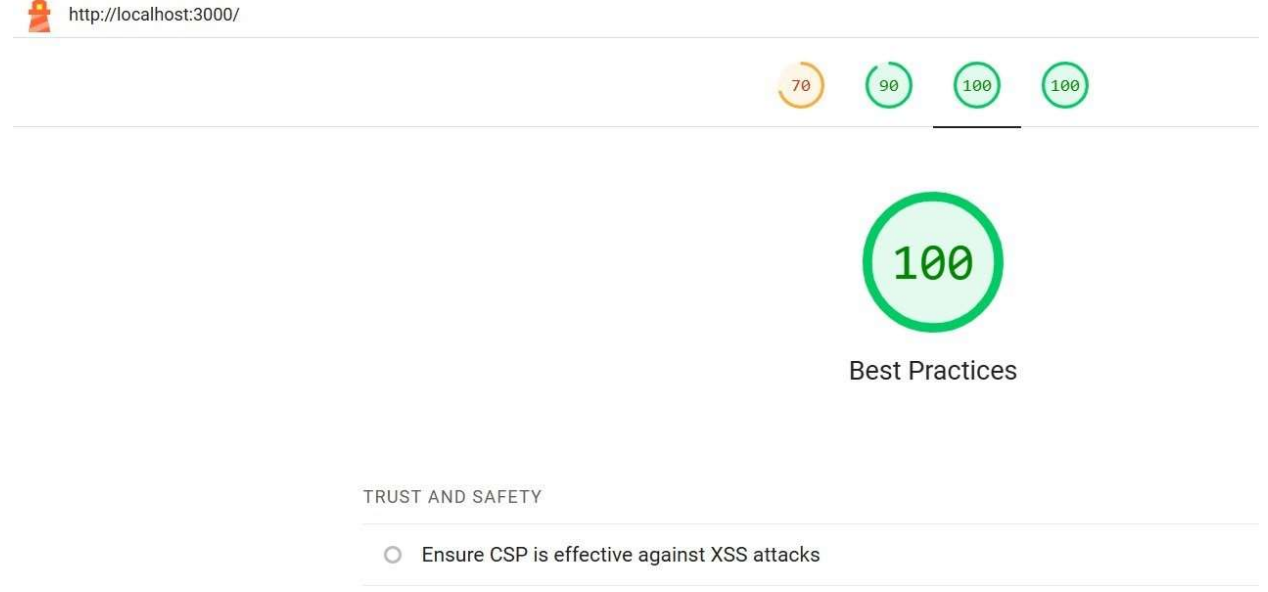 http://localhost:3000/
70 90 100 100
100
Best Practices
TRUST AND SAFETY
Ensure CSP is effective against XSS attacks